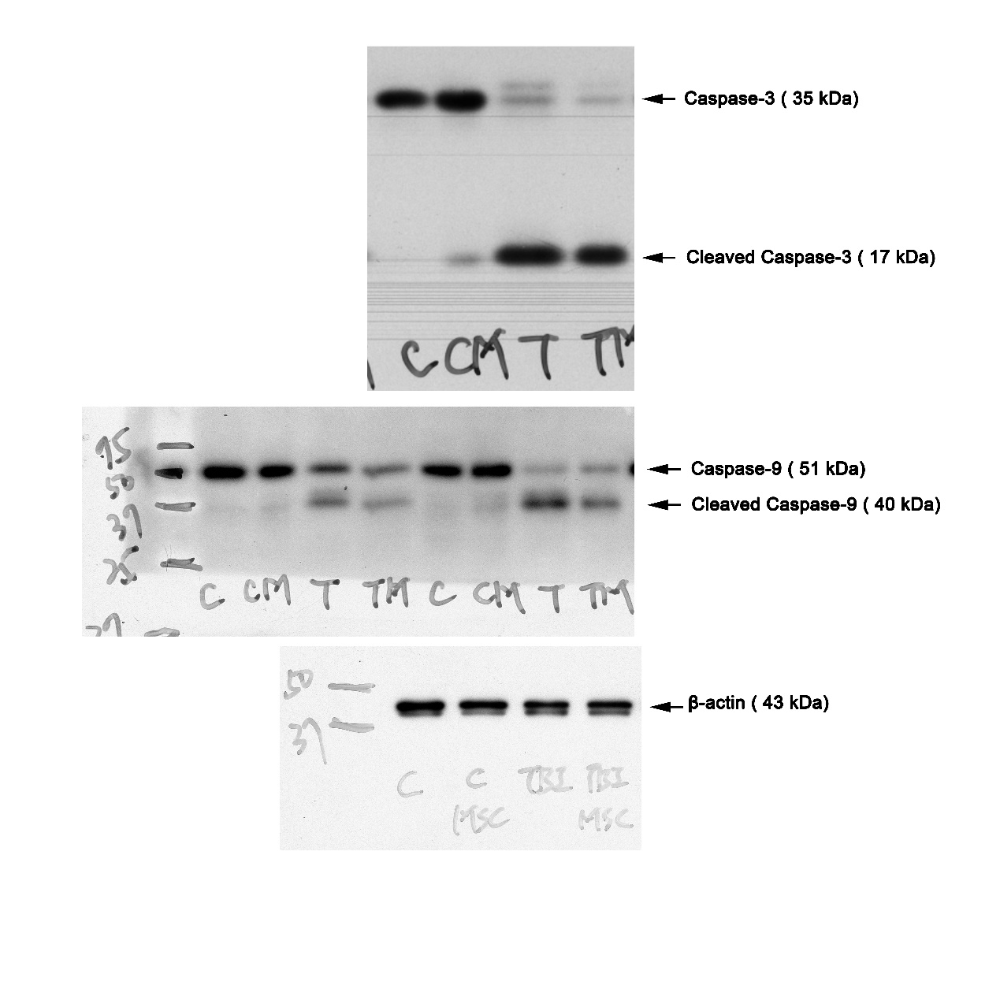 Caspase-3 ( 35 kDa)
Cleaved Caspase-3 ( 17 kDa)
C CM T TM
75
50
37
25
Caspase-9 ( 51 kDa)
Cleaved Caspase-9 ( 40 kDa)
C CM T TM C CM T TM
50
37
β-actin ( 43 kDa)
C C TBI TBI
MSC MSC